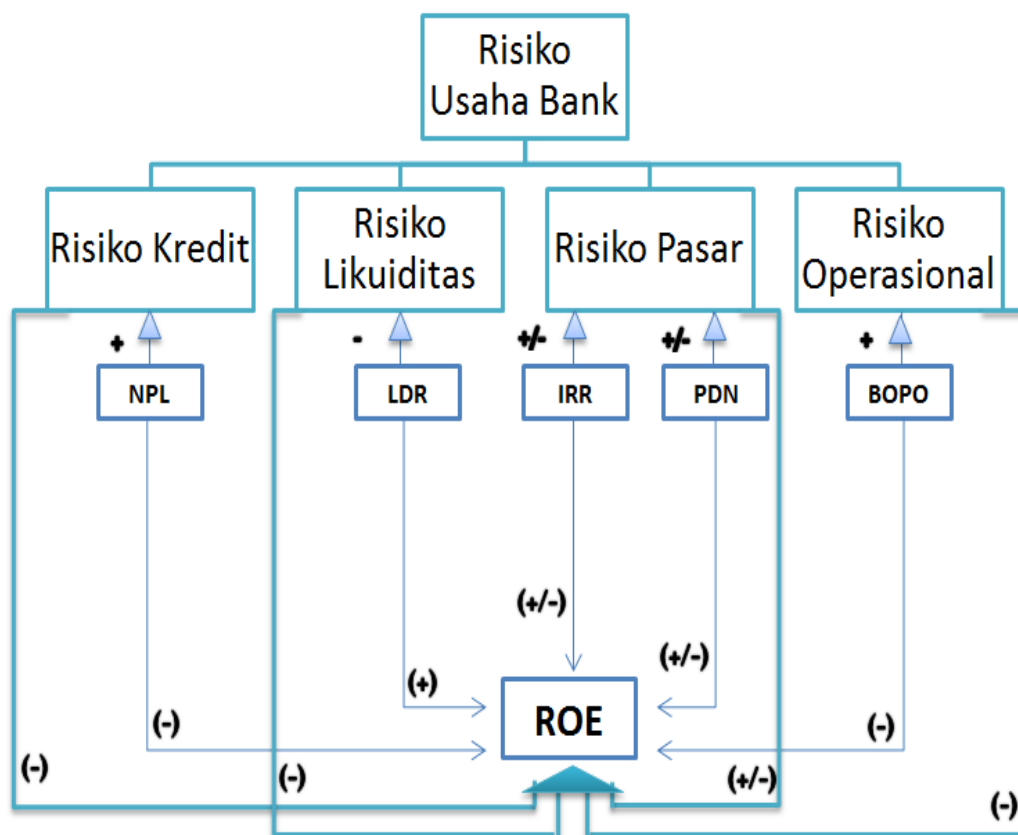 Risiko
Usaha Bank
Risiko Kredit
Risiko
Likuiditas
Risiko Pasar
Risiko
Operasional
+
-
+/-
+/-
+
NPL
LDR
IRR
PDN
BOPO
(+/-)
(+/-)
(+)
(-)
(-)
ROE
(-)
(-)
(+/-)
(-)